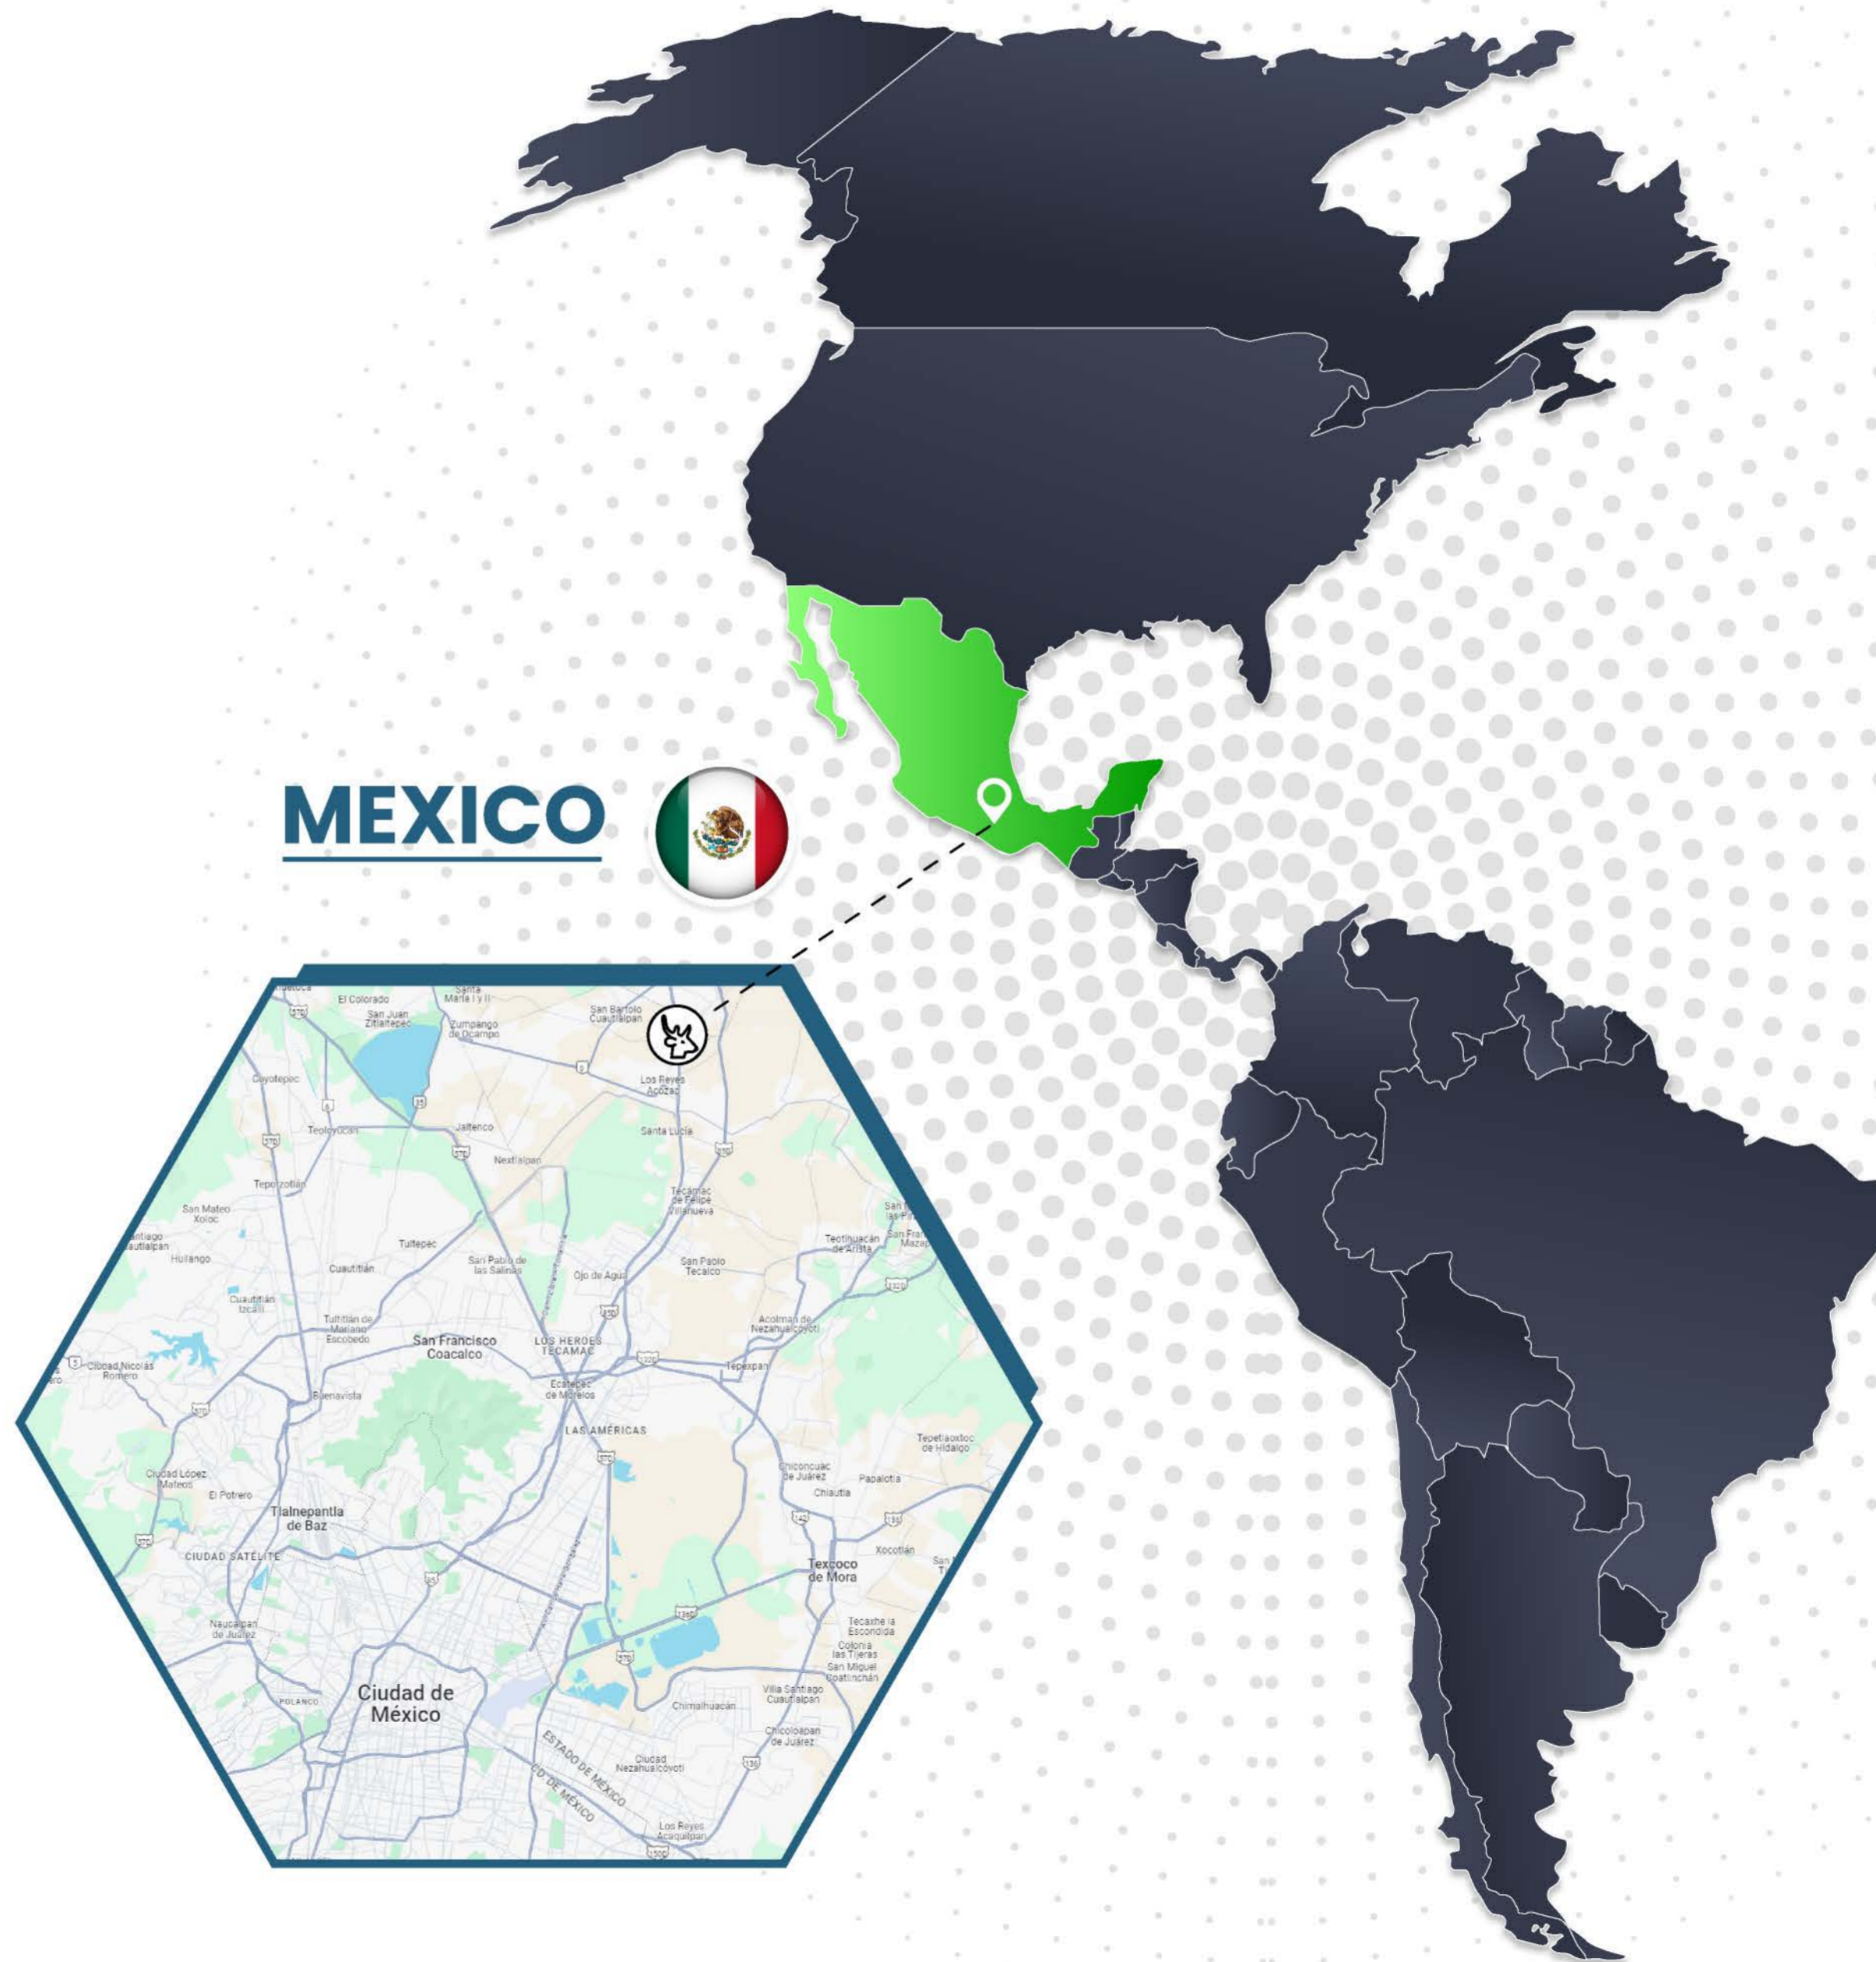 MEXICO
El Colorado
Santa
María I y II
San Juan
Zitlaltepec
Zumpango
de Ocampo
San Bartolo
Cuautlalpan
Coyotepec
Los Reyes
Acozac
Teoloyucan
Jaltenco
Santa Lucía
Nextlalpan
Tepotzotlán
Tecámac
de Felipe
Villanueva
San Mateo
Xoloc
Teotihuacán
de Arista
Tultepec
Huilango
Cuautitlán
San Pablo de
las Salinas
Ojo de Agua
San Pablo
Tecalco
Cuautitlán
Izcalli
Tultitlán de
Mariano
Escobedo
San Francisco
Coacalco
LOS HEROES
TECAMAC
Acolman de
Nezahualcóyotl
Ciudad Nicolás
Romero
Tepexpan
Buenavista
Ecatepec
de Morelos
LAS AMÉRICAS
Tepetlaoxtoc
de Hidalgo
Ciudad López
Mateos
El Potrero
Chiconcuac
de Juárez
Papalotla
Chiautla
Tlalnepantla
de Baz
CIUDAD SATÉLITE
Xocotlán
Texcoco
de Mora
Naucalpan
de Juárez
Tecaxhe la
Escondida
Colonia
las Tijeras
San Miguel
Coatlinchán
POLANCO
Ciudad de
México
Chimalhuacán
Villa Santiago
Cuautlalpan
Chicoloapan
de Juárez
ESTADO DE MÉXICO
CD. DE MÉXICO
Ciudad
Nezahualcóyotl
Los Reyes
Acaquilpan